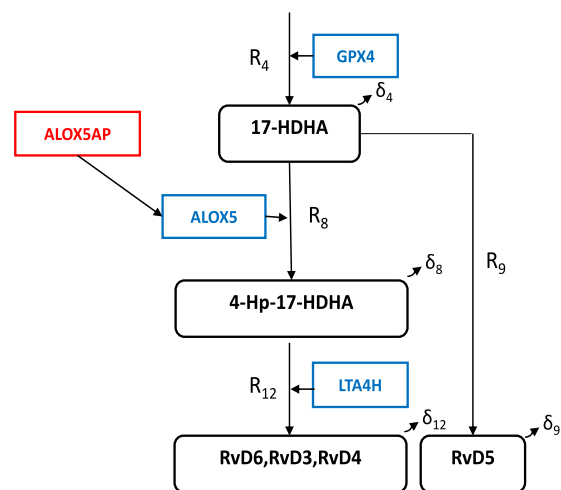 R4
GPX4
δ4
17-HDHA
ALOX5AP
ALOX5
R8
δ8
R9
4-Hp-17-HDHA
R12
LTA4H
δ12
δ9
RvD6,RvD3,RvD4
RvD5